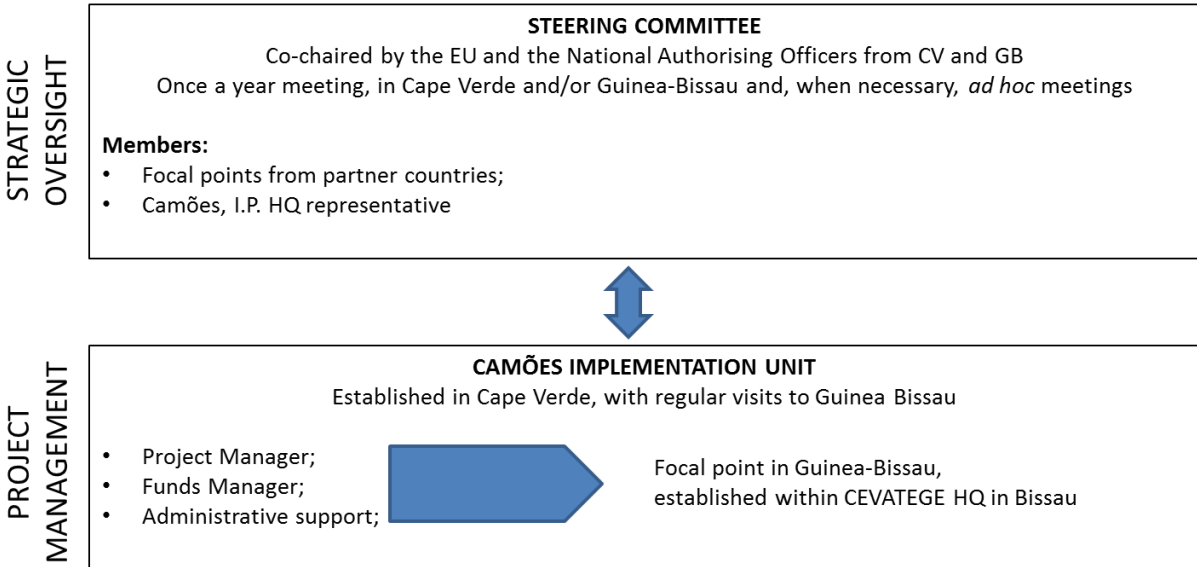 STRATEGIC
OVERSIGHT
STEERING COMMITTEE
Co-chaired by the EU and the National Authorising Officers from CV and GB
Once a year meeting, in Cape Verde and/or Guinea-Bissau and, when necessary, ad hoc meetings
Members:
• Focal points from partner countries;
• Camões, I.P. HQ representative
PROJECT
MANAGEMENT
CAMÕES IMPLEMENTATION UNIT
Established in Cape Verde, with regular visits to Guinea Bissau
• Project Manager;
• Funds Manager;
• Administrative support;
Focal point in Guinea-Bissau,
established within CEVATEGE HQ in Bissau